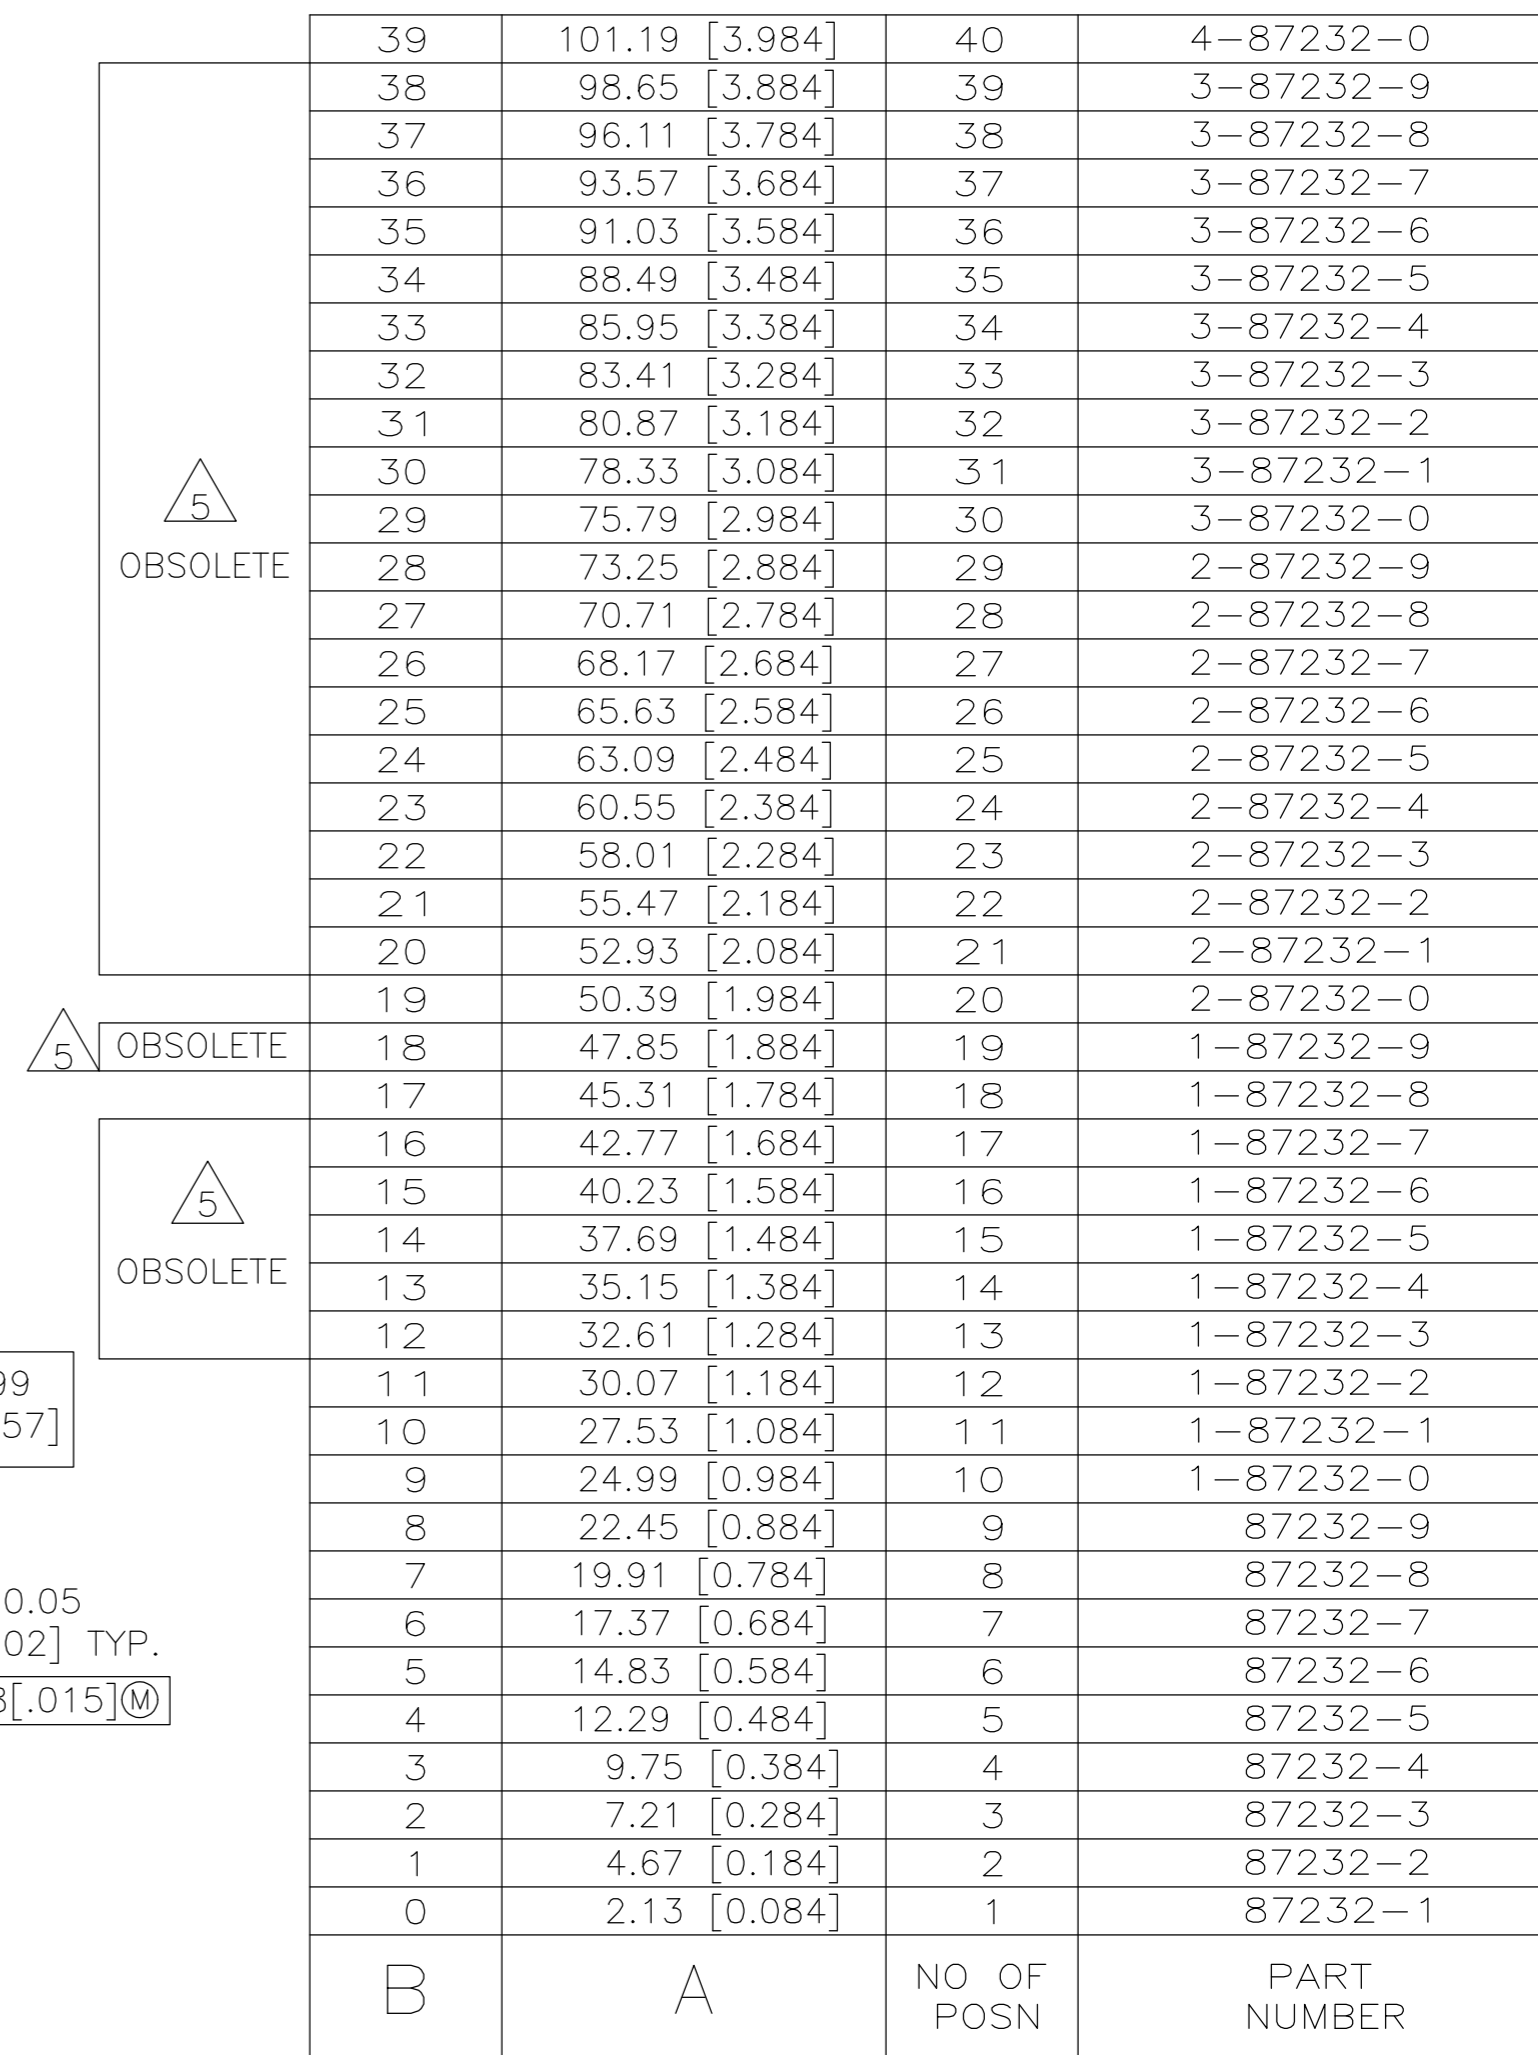 39 101.19 [3.984] 40 4-87232-0
38 98.65 [3.884] 39 3-87232-9
37 96.11 [3.784] 38 3-87232-8
36 93.57 [3.684] 37 3-87232-7
35 91.03 [3.584] 36 3-87232-6
34 88.49 [3.484] 35 3-87232-5
33 85.95 [3.384] 34 3-87232-4
32 83.41 [3.284] 33 3-87232-3
31 80.87 [3.184] 32 3-87232-2
5 30 78.33 [3.084] 31 3-87232-1
29 75.79 [2.984] 30 3-87232-0
OBSOLETE 28 73.25 [2.884] 29 2-87232-9
27 70.71 [2.784] 28 2-87232-8
26 68.17 [2.684] 27 2-87232-7
25 65.63 [2.584] 26 2-87232-6
24 63.09 [2.484] 25 2-87232-5
23 60.55 [2.384] 24 2-87232-4
22 58.01 [2.284] 23 2-87232-3
21 55.47 [2.184] 22 2-87232-2
20 52.93 [2.084] 21 2-87232-1
19 50.39 [1.984] 20 2-87232-0
5 OBSOLETE 18 47.85 [1.884] 19 1-87232-9
17 45.31 [1.784] 18 1-87232-8
16 42.77 [1.684] 17 1-87232-7
5 15 40.23 [1.584] 16 1-87232-6
14 37.69 [1.484] 15 1-87232-5
OBSOLETE 13 35.15 [1.384] 14 1-87232-4
12 32.61 [1.284] 13 1-87232-3
99 11 30.07 [1.184] 12 1-87232-2
57] 10 27.53 [1.084] 11 1-87232-1
9 24.99 [0.984] 10 1-87232-0
8 22.45 [0.884] 9 87232-9
7 19.91 [0.784] 8 87232-8
0.05 6 17.37 [0.684] 7 87232-7
02] TYP. 5 14.83 [0.584] 6 87232-6
[.015]Ⓜ 4 12.29 [0.484] 5 87232-5
3 9.75 [0.384] 4 87232-4
2 7.21 [0.284] 3 87232-3
1 4.67 [0.184] 2 87232-2
0 2.13 [0.084] 1 87232-1
B A NO OF POSN PART NUMBER